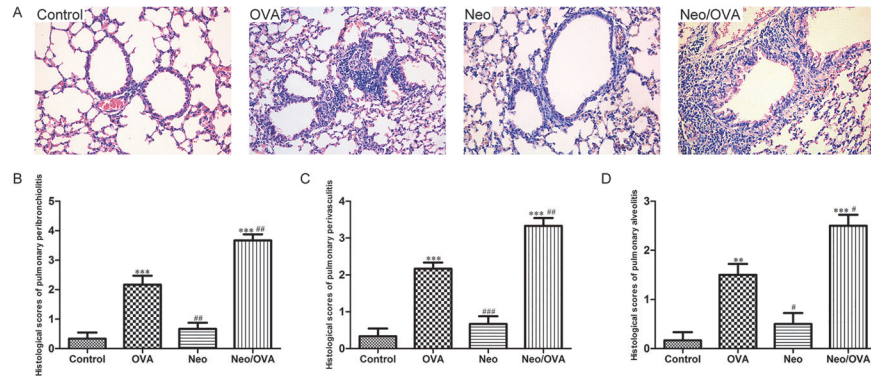 A
Control
OVA
Neo
Neo/OVA
B
Histological scores of pulmonary peribronchiolitis
5
4
3
2
1
0
*** 
##
*** ##
Control OVA Neo Neo/OVA
C
Histological scores of pulmonary perivasculitis
4
3
2
1
0
***
###
*** ##
Control OVA Neo Neo/OVA
D
Histological scores of pulmonary alveolitis
3
2
1
0
**
#
*** #
Control OVA Neo Neo/OVA